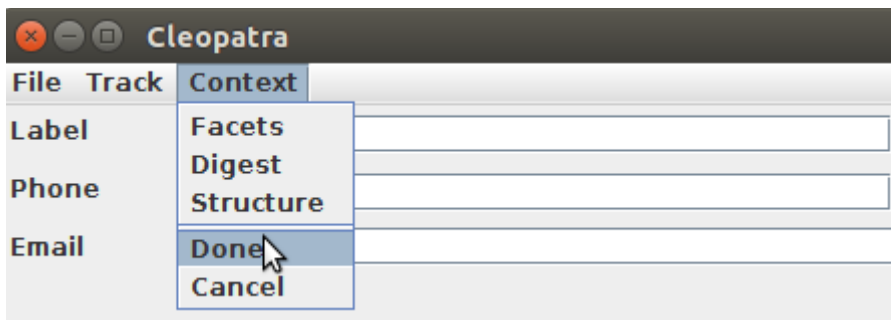 Cleopatra
File Track Context
Label
Phone
Email
Facets
Digest
Structure
Done
Cancel